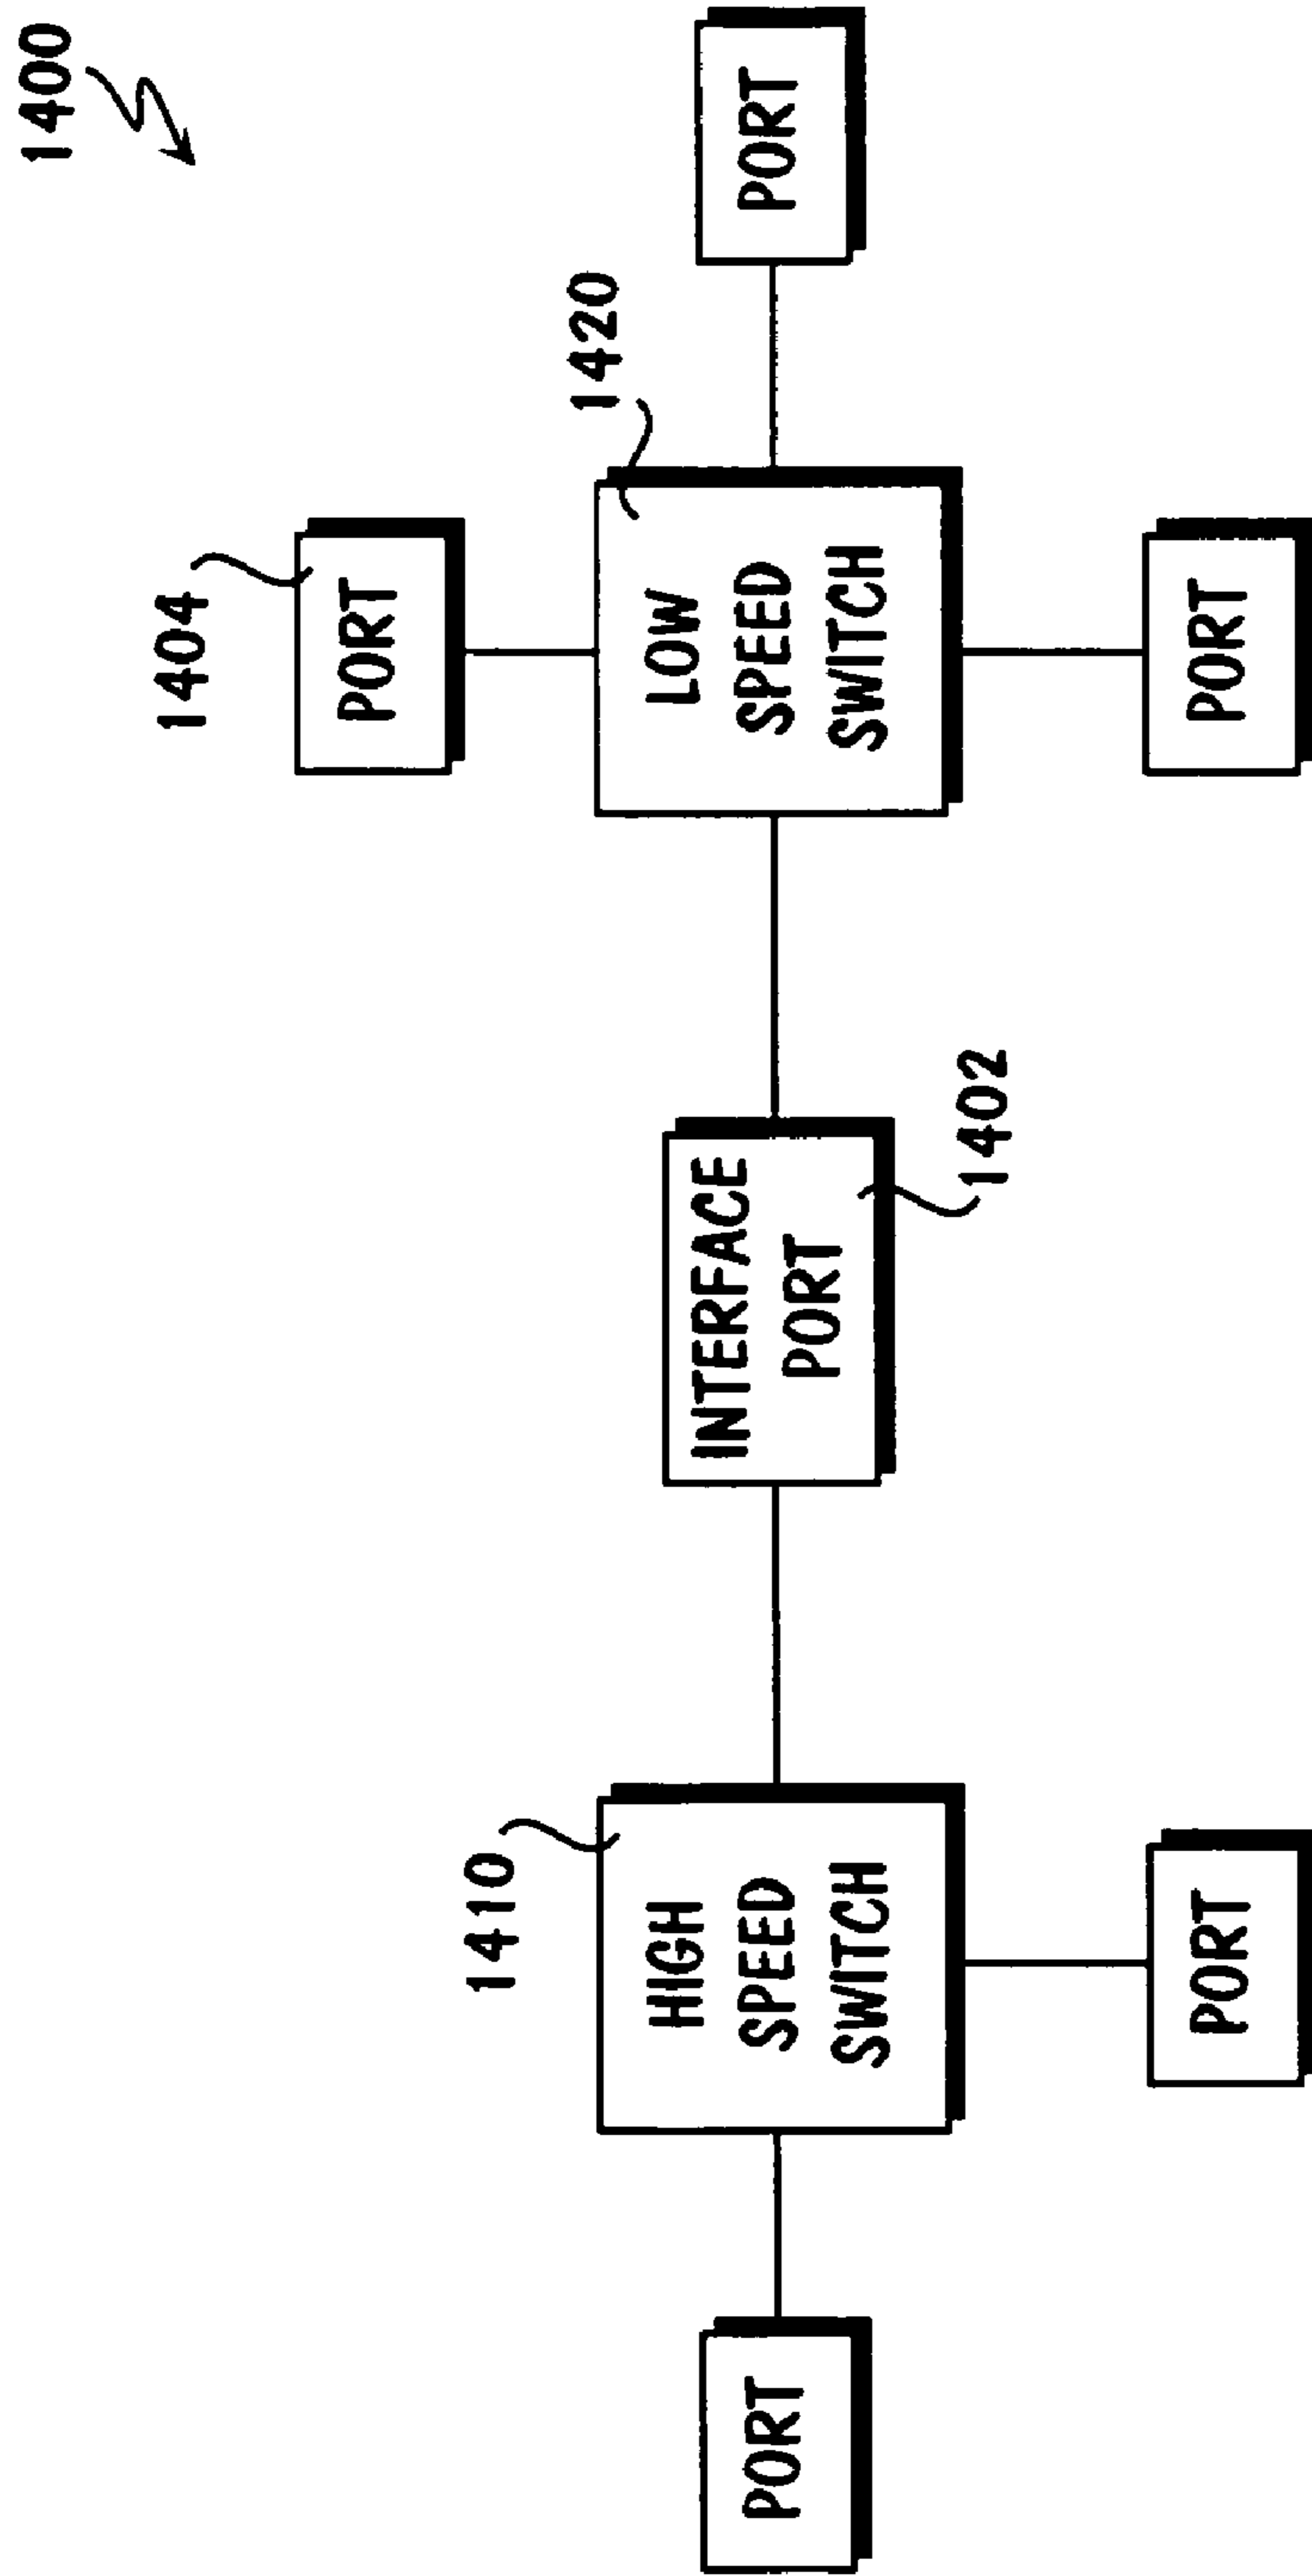 1400
1404
PORT
1420
LOW
SPEED
SWITCH
PORT
1410
HIGH
SPEED
SWITCH
INTERFACE
PORT
1402
PORT
PORT
PORT